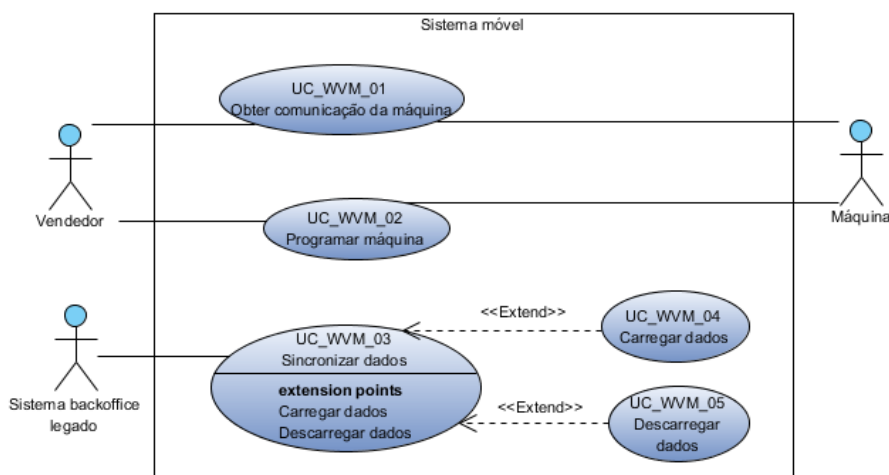 Sistema móvel
UC_WVM_01
Obter comunicação da máquina
Vendedor
Máquina
UC_WVM_02
Programar máquina
<<Extend>>
UC_WVM_04
Carregar dados
UC_WVM_03
Sincronizar dados
Sistema backoffice
legado
extension points
Carregar dados
Descarregar dados
<<Extend>>
UC_WVM_05
Descarregar
dados